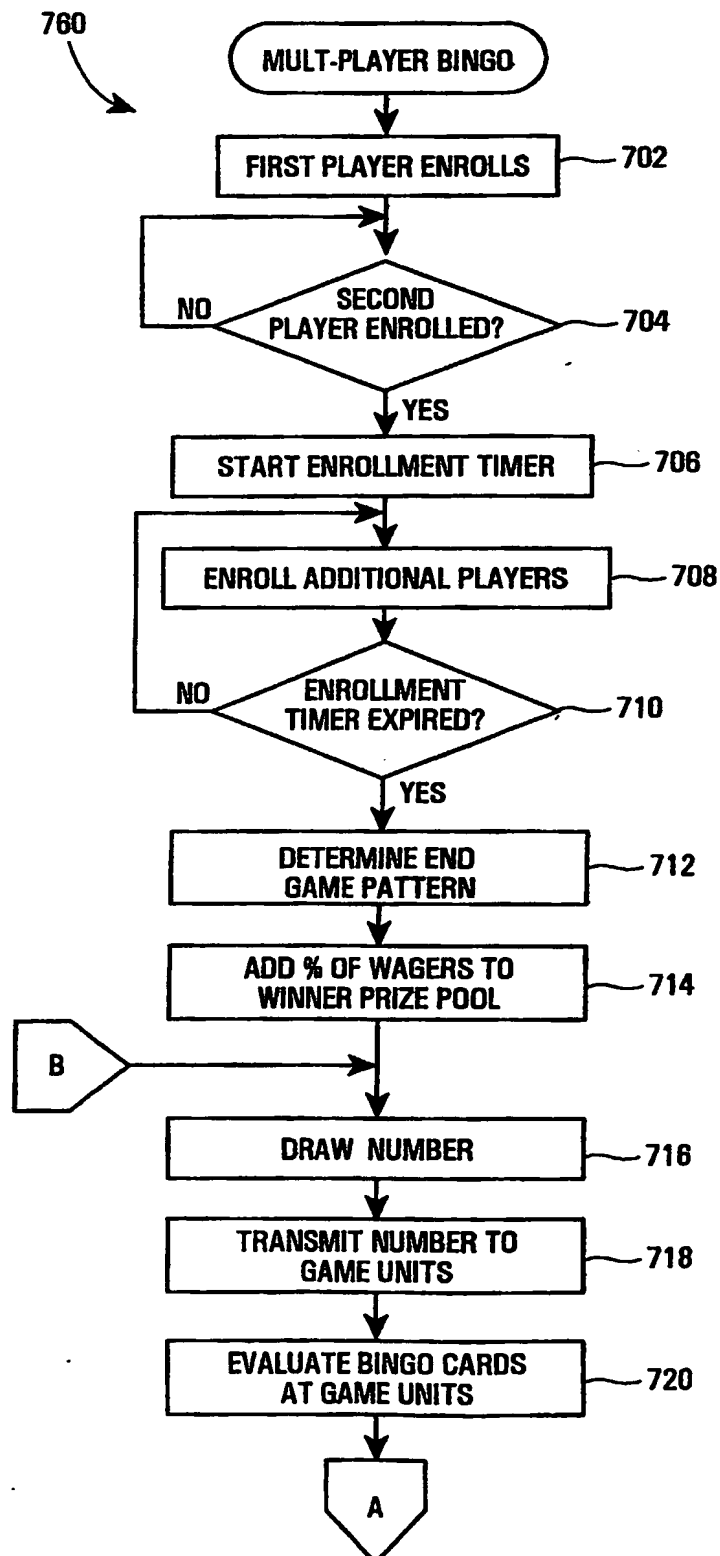 760
MULT-PLAYER BINGO
FIRST PLAYER ENROLLS
702
SECOND
PLAYER ENROLLED?
704
NO
YES
START ENROLLMENT TIMER
706
ENROLL ADDITIONAL PLAYERS
708
ENROLLMENT
TIMER EXPIRED?
710
NO
YES
DETERMINE END
GAME PATTERN
712
ADD % OF WAGERS TO
WINNER PRIZE POOL
714
B
DRAW NUMBER
716
TRANSMIT NUMBER TO
GAME UNITS
718
EVALUATE BINGO CARDS
AT GAME UNITS
720
A